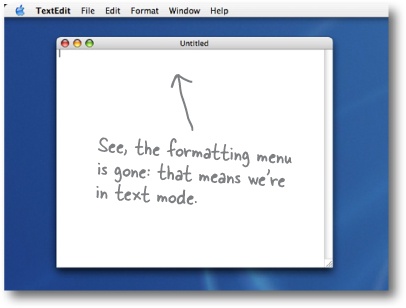 TextEdit File Edit Format Window Help
Untitled
See, the formatting menu
is gone: that means we're
in text mode.